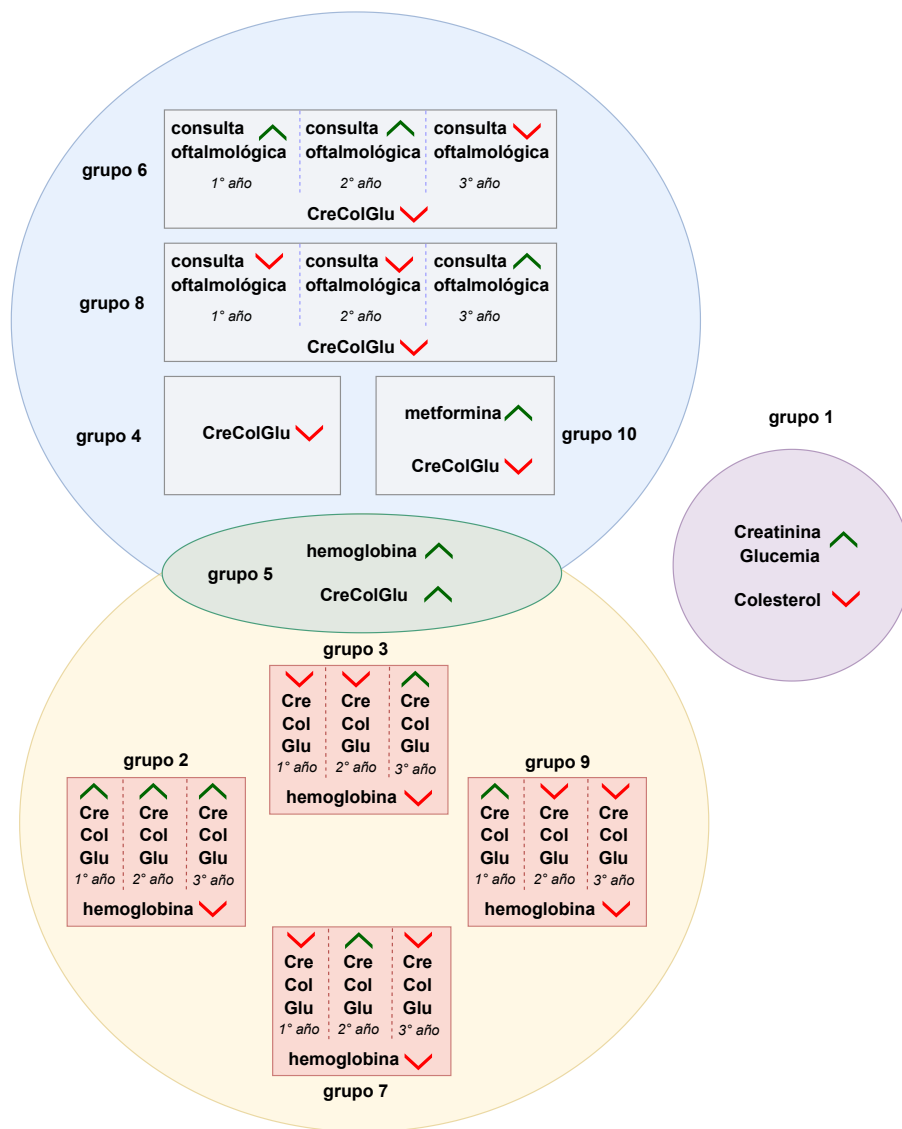 grupo 6
consulta
oftalmológica
1° año
consulta
oftalmológica
2° año
consulta
oftalmológica
3° año
CreColGlu
grupo 8
consulta
oftalmológica
1° año
consulta
oftalmológica
2° año
consulta
oftalmológica
3° año
CreColGlu
grupo 4
CreColGlu
metformina
CreColGlu
grupo 10
grupo 1
Creatinina
Glucemia
Colesterol
grupo 5
hemoglobina
CreColGlu
grupo 3
Cre
Col
Glu
1° año
Cre
Col
Glu
2° año
Cre
Col
Glu
3° año
hemoglobina
grupo 2
Cre
Col
Glu
1° año
Cre
Col
Glu
2° año
Cre
Col
Glu
3° año
hemoglobina
grupo 9
Cre
Col
Glu
1° año
Cre
Col
Glu
2° año
Cre
Col
Glu
3° año
hemoglobina
Cre
Col
Glu
1° año
Cre
Col
Glu
2° año
Cre
Col
Glu
3° año
hemoglobina
grupo 7